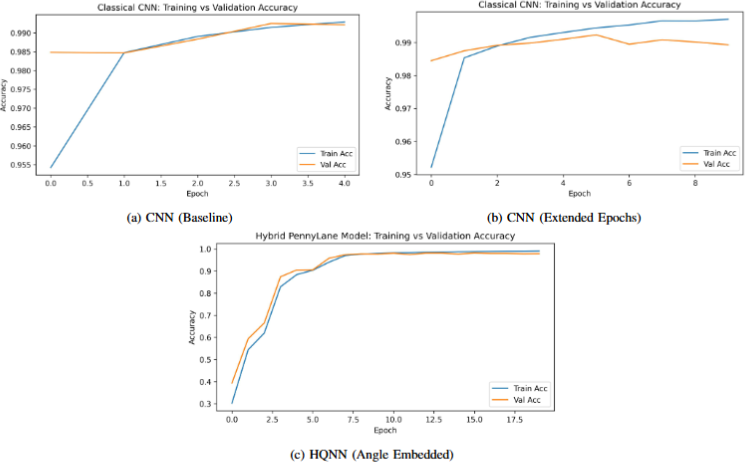 Classical CNN: Training vs Validation Accuracy
0.990
0.985
0.980
0.975
0.970
0.965
0.960
0.955
Accuracy
0.0 0.5 1.0 1.5 2.0 2.5 3.0 3.5 4.0
Epoch
Train Acc
Val Acc
(a) CNN (Baseline)
Classical CNN: Training vs Validation Accuracy
0.99
0.98
0.97
0.96
0.95
Accuracy
0 2 4 6 8
Epoch
Train Acc
Val Acc
(b) CNN (Extended Epochs)
Hybrid PennyLane Model: Training vs Validation Accuracy
1.0
0.9
0.8
0.7
0.6
0.5
0.4
0.3
Accuracy
0.0 2.5 5.0 7.5 10.0 12.5 15.0 17.5
Epoch
Train Acc
Val Acc
(c) HQNN (Angle Embedded)